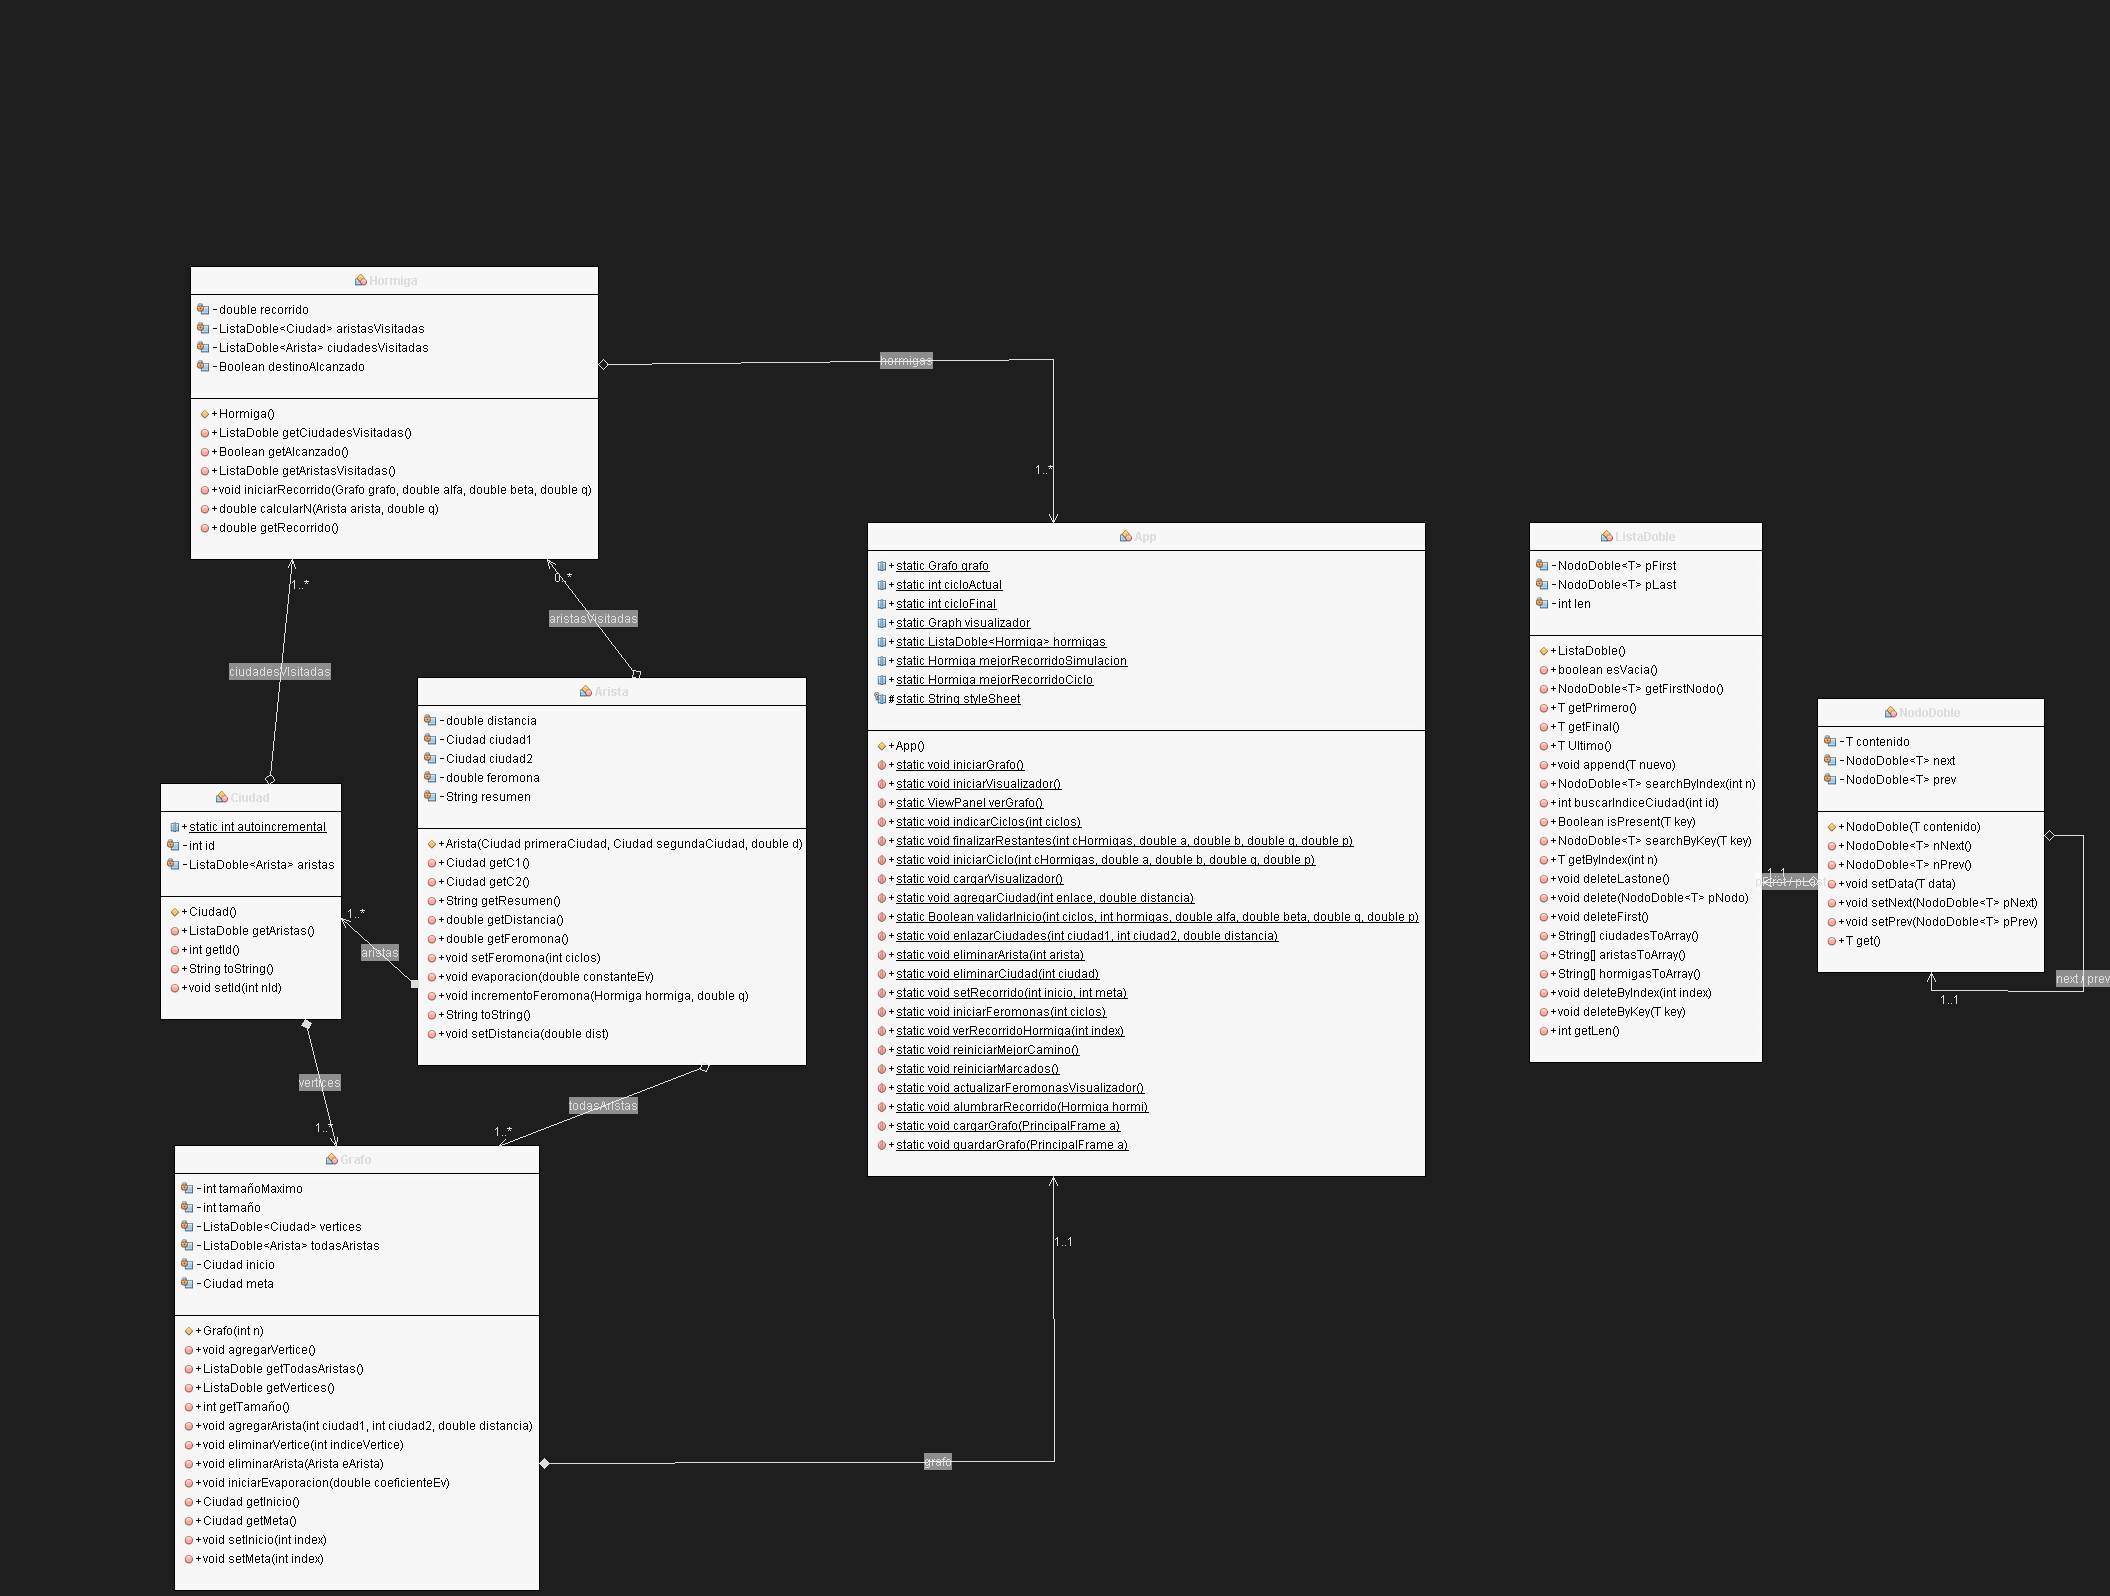 Hormiga
-double recorrido
-ListaDoble<Ciudad> aristasVisitadas
-ListaDoble<Arista> ciudadesVisitadas
-Boolean destinoAlcanzado
+Hormiga()
+ListaDoble getCiudadesVisitadas()
+Boolean getAlcanzado()
+ListaDoble getAristasVisitadas()
+void iniciarRecorrido(Grafo grafo, double alfa, double beta, double q)
+double calcularN(Arista arista, double q)
+double getRecorrido()
hormigas
1..*
1..*
0..*
aristasVisitadas
ciudadesVIsitadas
Arista
-double distancia
-Ciudad ciudad1
-Ciudad ciudad2
-double feromona
-String resumen
+Arista(Ciudad primeraCiudad, Ciudad segundaCiudad, double d)
+Ciudad getC1()
+Ciudad getC2()
+String getResumen()
+double getDistancia()
+double getFeromona()
+void setFeromona(int ciclos)
+void evaporacion(double constanteEv)
+void incrementoFeromona(Hormiga hormiga, double q)
+String toString()
+void setDistancia(double dist)
Ciudad
+static int autoincremental
-int id
-ListaDoble<Arista> aristas
+Ciudad()
+ListaDoble getAristas()
+int getId()
+String toString()
+void setId(int nId)
1..*
aristas
vertices
1..*
todasAristas
1..*
Grafo
-int tamañoMaximo
-int tamaño
-ListaDoble<Ciudad> vertices
-ListaDoble<Arista> todasAristas
-Ciudad inicio
-Ciudad meta
+Grafo(int n)
+void agregarVertice()
+ListaDoble getTodasAristas()
+ListaDoble getVertices()
+int getTamaño()
+void agregarArista(int ciudad1, int ciudad2, double distancia)
+void eliminarVertice(int indiceVertice)
+void eliminarArista(Arista eArista)
+void iniciarEvaporacion(double coeficienteEv)
+Ciudad getInicio()
+Ciudad getMeta()
+void setInicio(int index)
+void setMeta(int index)
App
+static Grafo grafo
+static int cicloActual
+static int cicloFinal
+static Graph visualizador
+static ListaDoble<Hormiga> hormigas
+static Hormiga mejorRecorridoSimulacion
+static Hormiga mejorRecorridoCiclo
#static String styleSheet
+App()
+static void iniciarGrafo()
+static void iniciarVisualizador()
+static ViewPanel verGrafo()
+static void indicarCiclos(int ciclos)
+static void finalizarRestantes(int cHormigas, double a, double b, double q, double p)
+static void iniciarCiclo(int cHormigas, double a, double b, double q, double p)
+static void cargarVisualizador()
+static void agregarCiudad(int enlace, double distancia)
+static Boolean validarInicio(int ciclos, int hormigas, double alfa, double beta, double q, double p)
+static void enlazarCiudades(int ciudad1, int ciudad2, double distancia)
+static void eliminarArista(int arista)
+static void eliminarCiudad(int ciudad)
+static void setRecorrido(int inicio, int meta)
+static void iniciarFeromonas(int ciclos)
+static void verRecorridoHormiga(int index)
+static void reiniciarMejorCamino()
+static void reiniciarMarcados()
+static void actualizarFeromonasVisualizador()
+static void alumbrarRecorrido(Hormiga hormi)
+static void cargarGrafo(PrincipalFrame a)
+static void guardarGrafo(PrincipalFrame a)
1..1
grafo
ListaDoble
-NodoDoble<T> pFirst
-NodoDoble<T> pLast
-int len
+ListaDoble()
+boolean esVacia()
+NodoDoble<T> getFirstNodo()
+T getPrimero()
+T getFinal()
+T Ultimo()
+void append(T nuevo)
+NodoDoble<T> searchByIndex(int n)
+int buscarIndiceCiudad(int id)
+Boolean isPresent(T key)
+NodoDoble<T> searchByKey(T key)
+T getByIndex(int n)
+void deleteLastone()
+void delete(NodoDoble<T> pNodo)
+void deleteFirst()
+String[] ciudadesToArray()
+String[] aristasToArray()
+String[] hormigasToArray()
+void deleteByIndex(int index)
+void deleteByKey(T key)
+int getLen()
1..1
pFirst / pLast
NodoDoble
-T contenido
-NodoDoble<T> next
-NodoDoble<T> prev
+NodoDoble(T contenido)
+NodoDoble<T> nNext()
+NodoDoble<T> nPrev()
+void setData(T data)
+void setNext(NodoDoble<T> pNext)
+void setPrev(NodoDoble<T> pPrev)
+T get()
next / prev
1..1